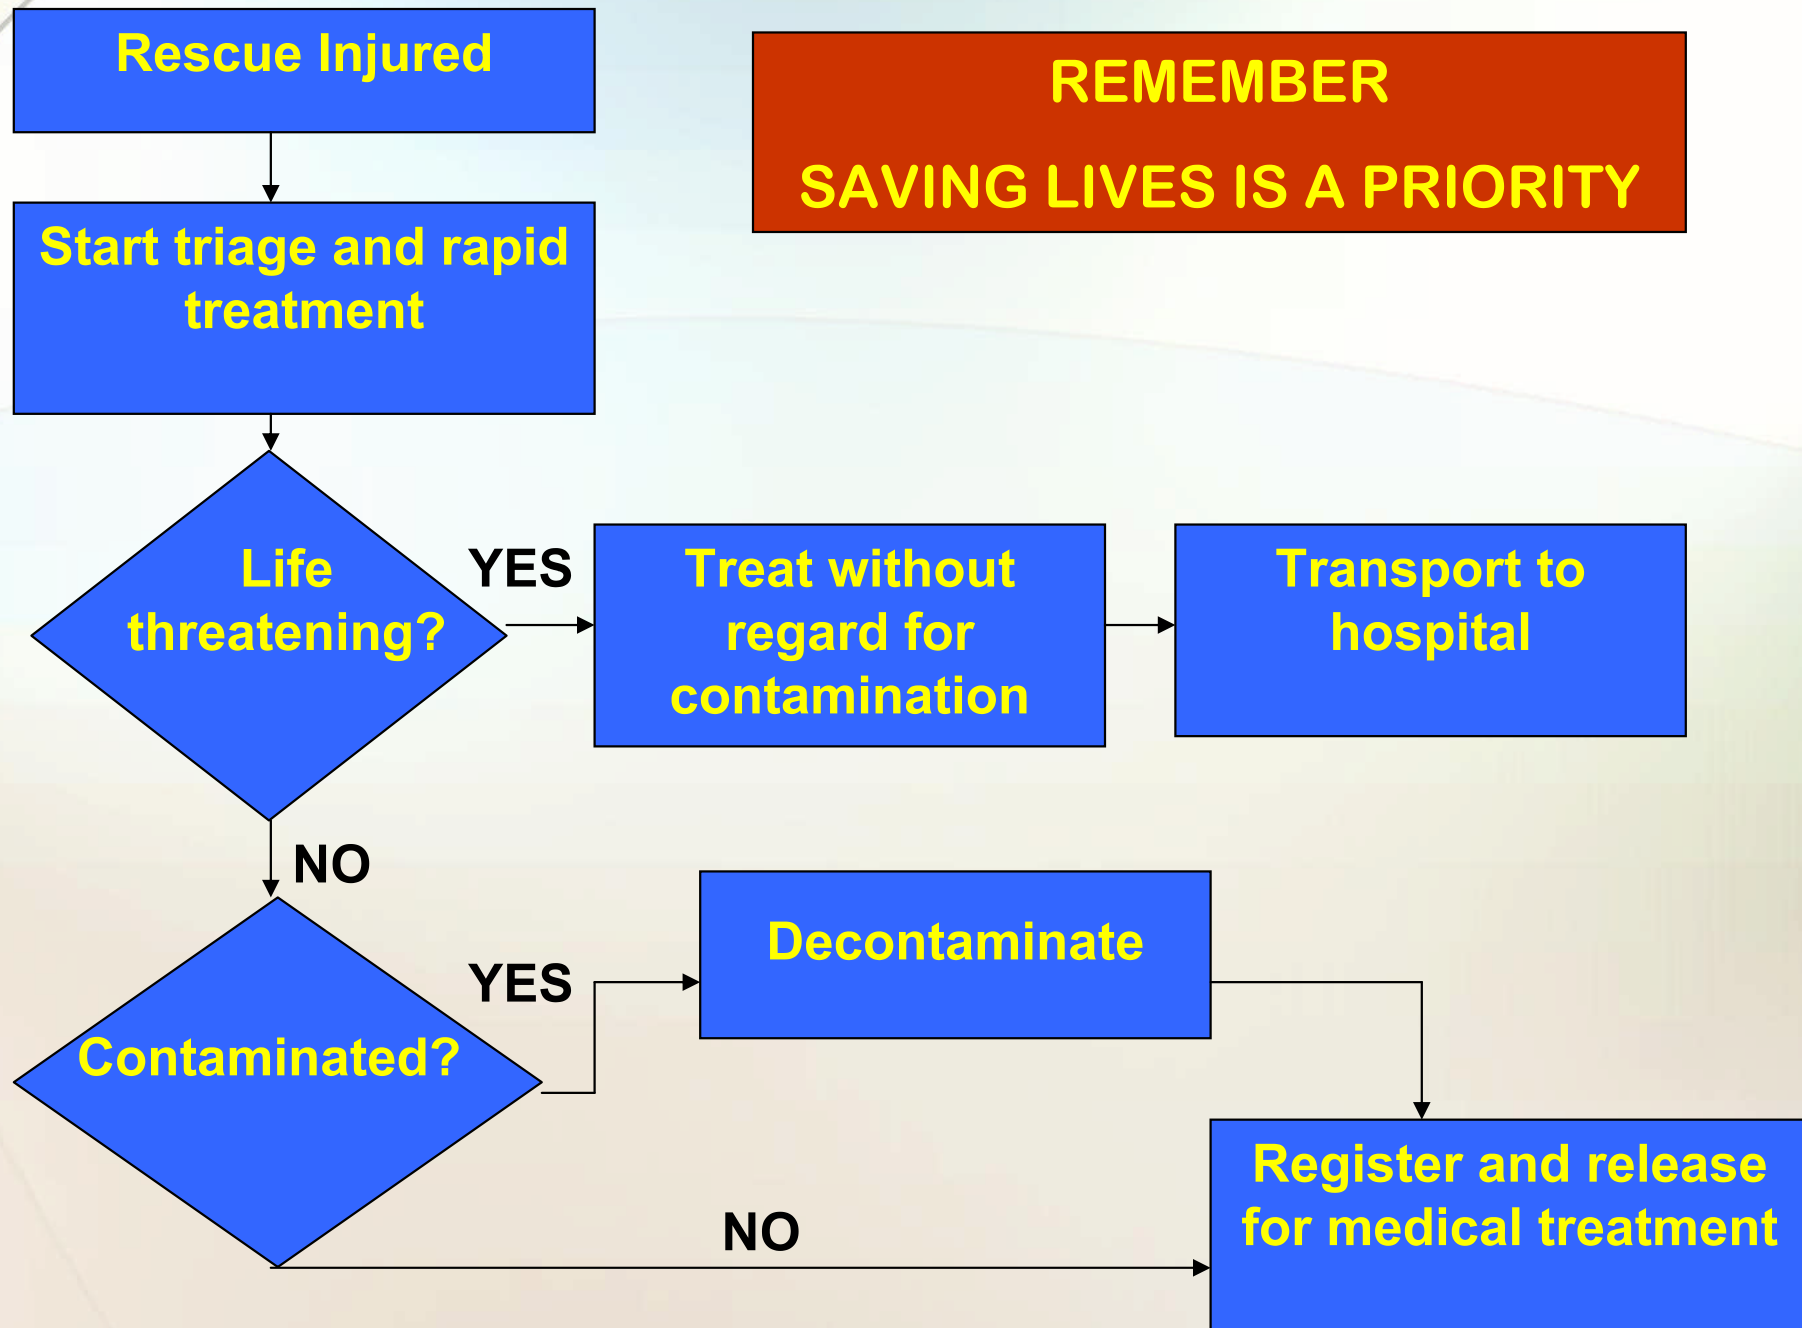 Rescue Injured
REMEMBER
SAVING LIVES IS A PRIORITY
Start triage and rapid
treatment
Life
threatening?
YES
Treat without
regard for
contamination
Transport to
hospital
NO
Decontaminate
YES
Contaminated?
Register and release
for medical treatment
NO